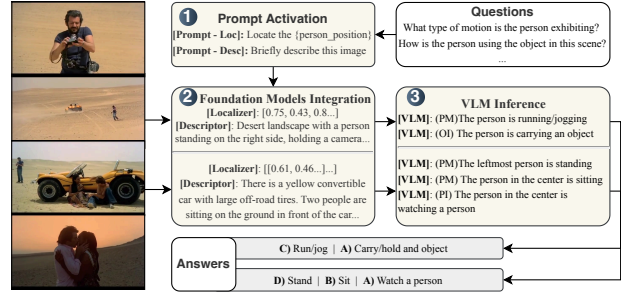 1
Prompt Activation
[Prompt - Loc]: Locate the {person_position}
[Prompt - Desc]: Briefly describe this image
Questions
What type of motion is the person exhibiting?
How is the person using the object in this scene?
...
2
Foundation Models Integration
[Localizer]: [0.75, 0.43, 0.8...]
[Descriptor]: Desert landscape with a person
standing on the right side, holding a camera...
[Localizer]: [[0.61, 0.46...]...]
[Descriptor]: There is a yellow convertible
car with large off-road tires. Two people are
sitting on the ground in front of the car...
3
VLM Inference
[VLM]: (PM)The person is running/jogging
[VLM]: (OI) The person is carrying an object
[VLM]: (PM)The leftmost person is standing
[VLM]: (PM) The person in the center is sitting
[VLM]: (PI) The person in the center is
watching a person
Answers
C) Run/jog | A) Carry/hold and object
D) Stand | B) Sit | A) Watch a person